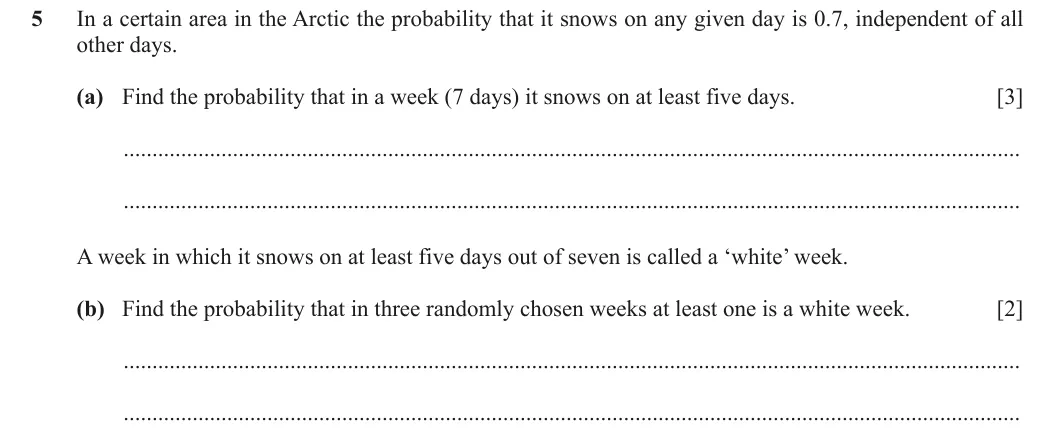 5 In a certain area in the Arctic the probability that it snows on any given day is 0.7, independent of all
other days.
(a) Find the probability that in a week (7 days) it snows on at least five days. [3]
A week in which it snows on at least five days out of seven is called a ‘white’ week.
(b) Find the probability that in three randomly chosen weeks at least one is a white week. [2]